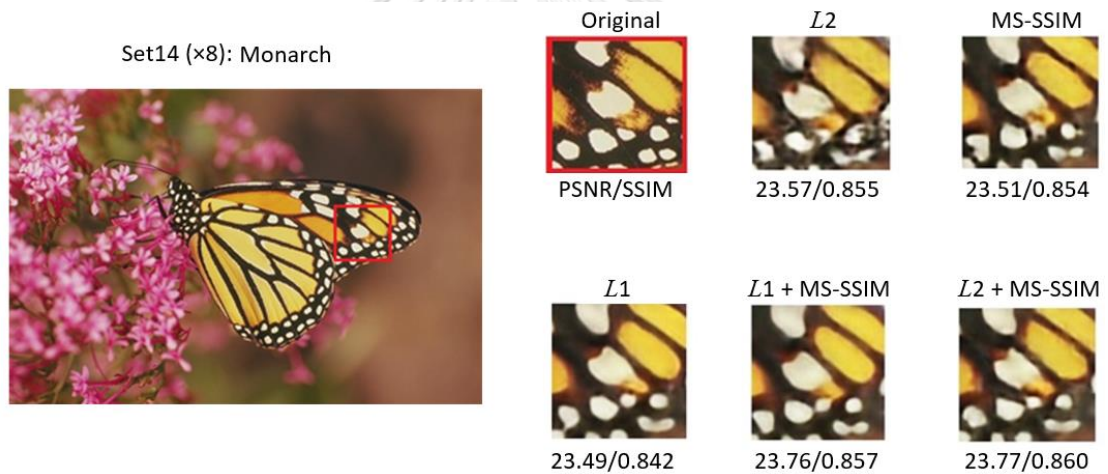 Set14 (×8): Monarch
Original
L2
MS-SSIM
PSNR/SSIM
23.57/0.855
23.51/0.854
L1
L1 + MS-SSIM
L2 + MS-SSIM
23.49/0.842
23.76/0.857
23.77/0.860